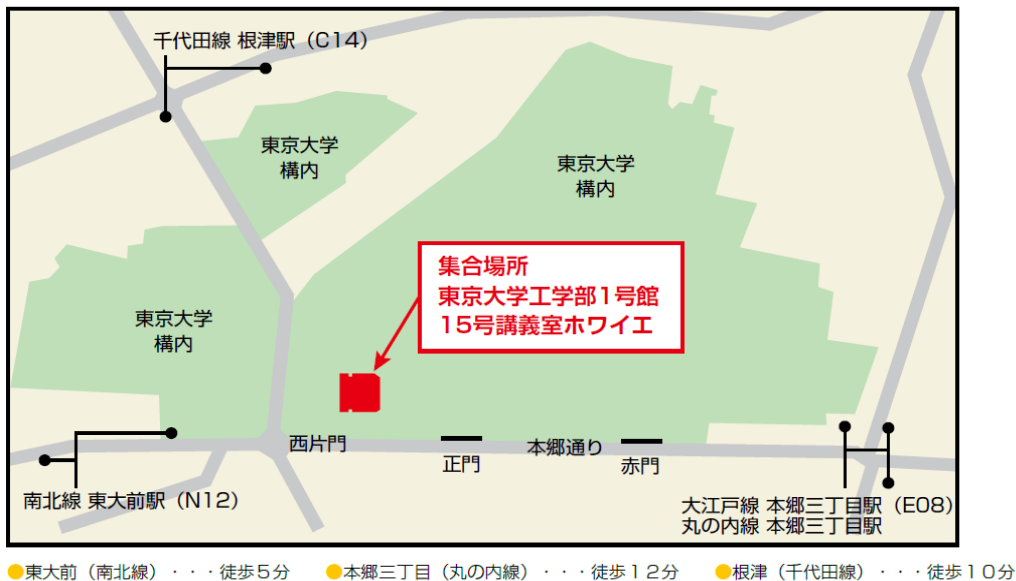 千代田線 根津駅（C14）
東京大学
構内
東京大学
構内
集合場所
東京大学工学部1号館
15号講義室ホワイエ
東京大学
構内
西片門
正門
本郷通り
赤門
南北線 東大前駅（N12）
大江戸線 本郷三丁目駅（E08）
丸の内線 本郷三丁目駅
●東大前（南北線）・・・徒歩５分 ●本郷三丁目（丸の内線）・・・徒歩１２分 ●根津（千代田線）・・・徒歩１０分